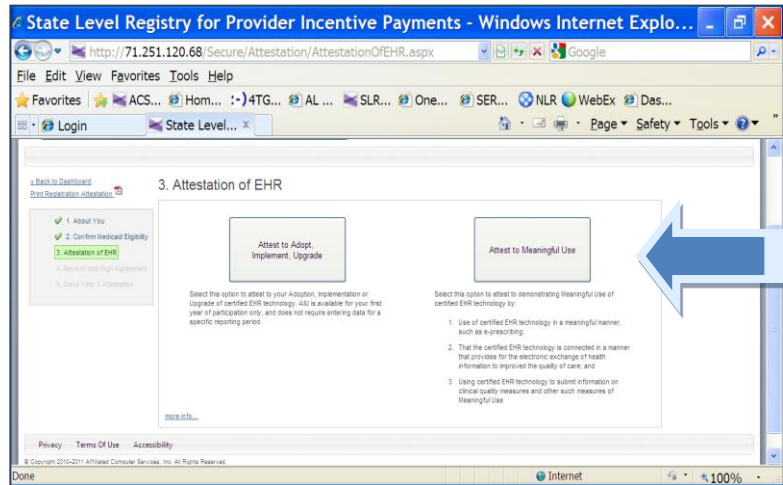 State Level Registry for Provider Incentive Payments - Windows Internet Explo...
http://71.251.120.68/Secure/Attestation/AttestationOfEHR.aspx
Google
File Edit View Favorites Tools Help
Favorites ACS... Hom... :-)4TG... AL ... SLR... One... SER... NLR WebEx Das...
Login State Level... x Page Safety Tools
« Back to Dashboard
Print Registration Attestation
1. About You
2. Confirm Medicaid Eligibility
3. Attestation of EHR
4. Review and Sign Agreement
5. Send Year 1 Attestation
3. Attestation of EHR
Attest to Adopt,
Implement, Upgrade
Select this option to attest to your Adoption, Implementation or
Upgrade of certified EHR technology. AIU is available for your first
year of participation only, and does not require entering data for a
specific reporting period.
more info...
Attest to Meaningful Use
Select this option to attest to demonstrating Meaningful Use of
certified EHR technology by:
1. Use of certified EHR technology in a meaningful manner,
such as e-prescribing;
2. That the certified EHR technology is connected in a manner
that provides for the electronic exchange of health
information to improved the quality of care; and
3. Using certified EHR technology to submit information on
clinical quality measures and other such measures of
Meaningful Use
Privacy Terms Of Use Accessibility
© Copyright 2010-2011 Affiliated Computer Services, Inc. All Rights Reserved.
Done Internet 100%